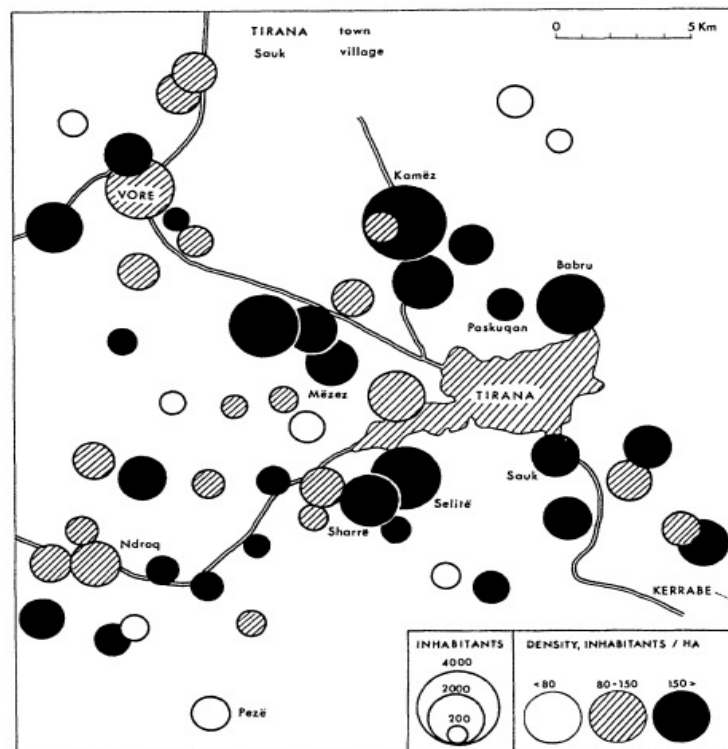 TIRANA town
Sauk village
0 5 Km
Kamëz
VORE
Babru
Paskuqan
Mëzez
TIRANA
Sauk
Selitë
Sharrë
Ndroq
KERRABE
Pezë
INHABITANTS
4000
2000
200
DENSITY, INHABITANTS / HA
<80
80-150
150>